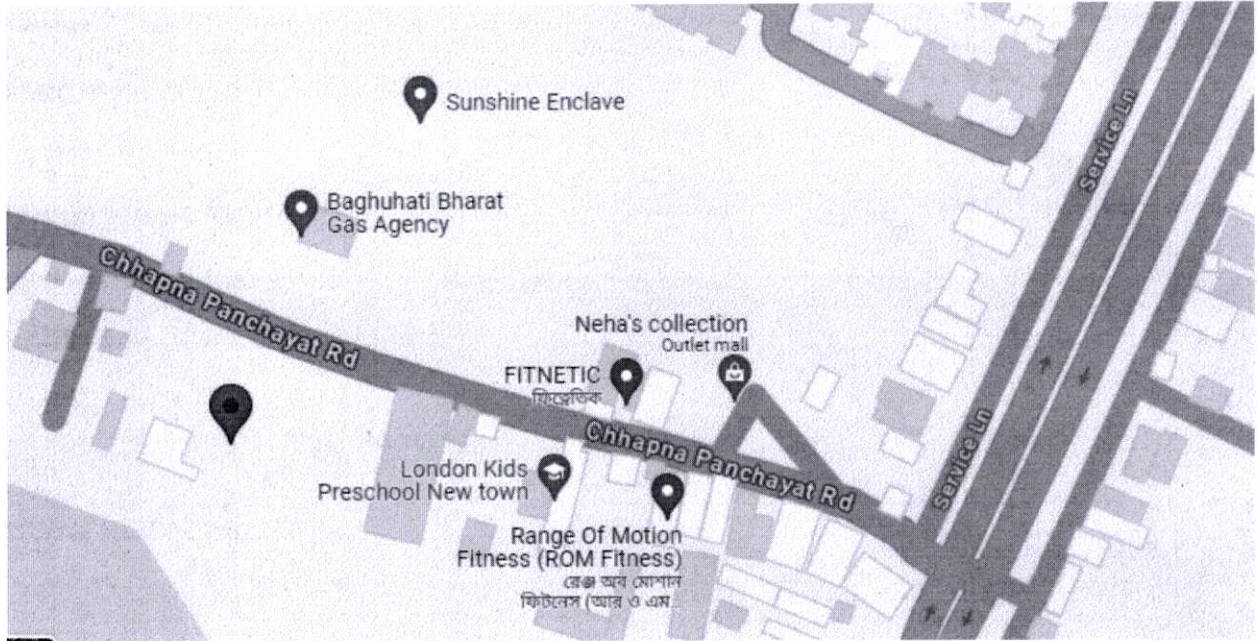 Sunshine Enclave
Service Ln
Baghuhati Bharat
Gas Agency
Chhapna Panchayat Rd
Neha's collection
Outlet mall
FITNETIC
ফিটনেটিক
Chhapna Panchayat Rd
Service Ln
London Kids
Preschool New town
Range Of Motion
Fitness (ROM Fitness)
রেঞ্জ অব মোশান
ফিটনেস (আর ও এম...